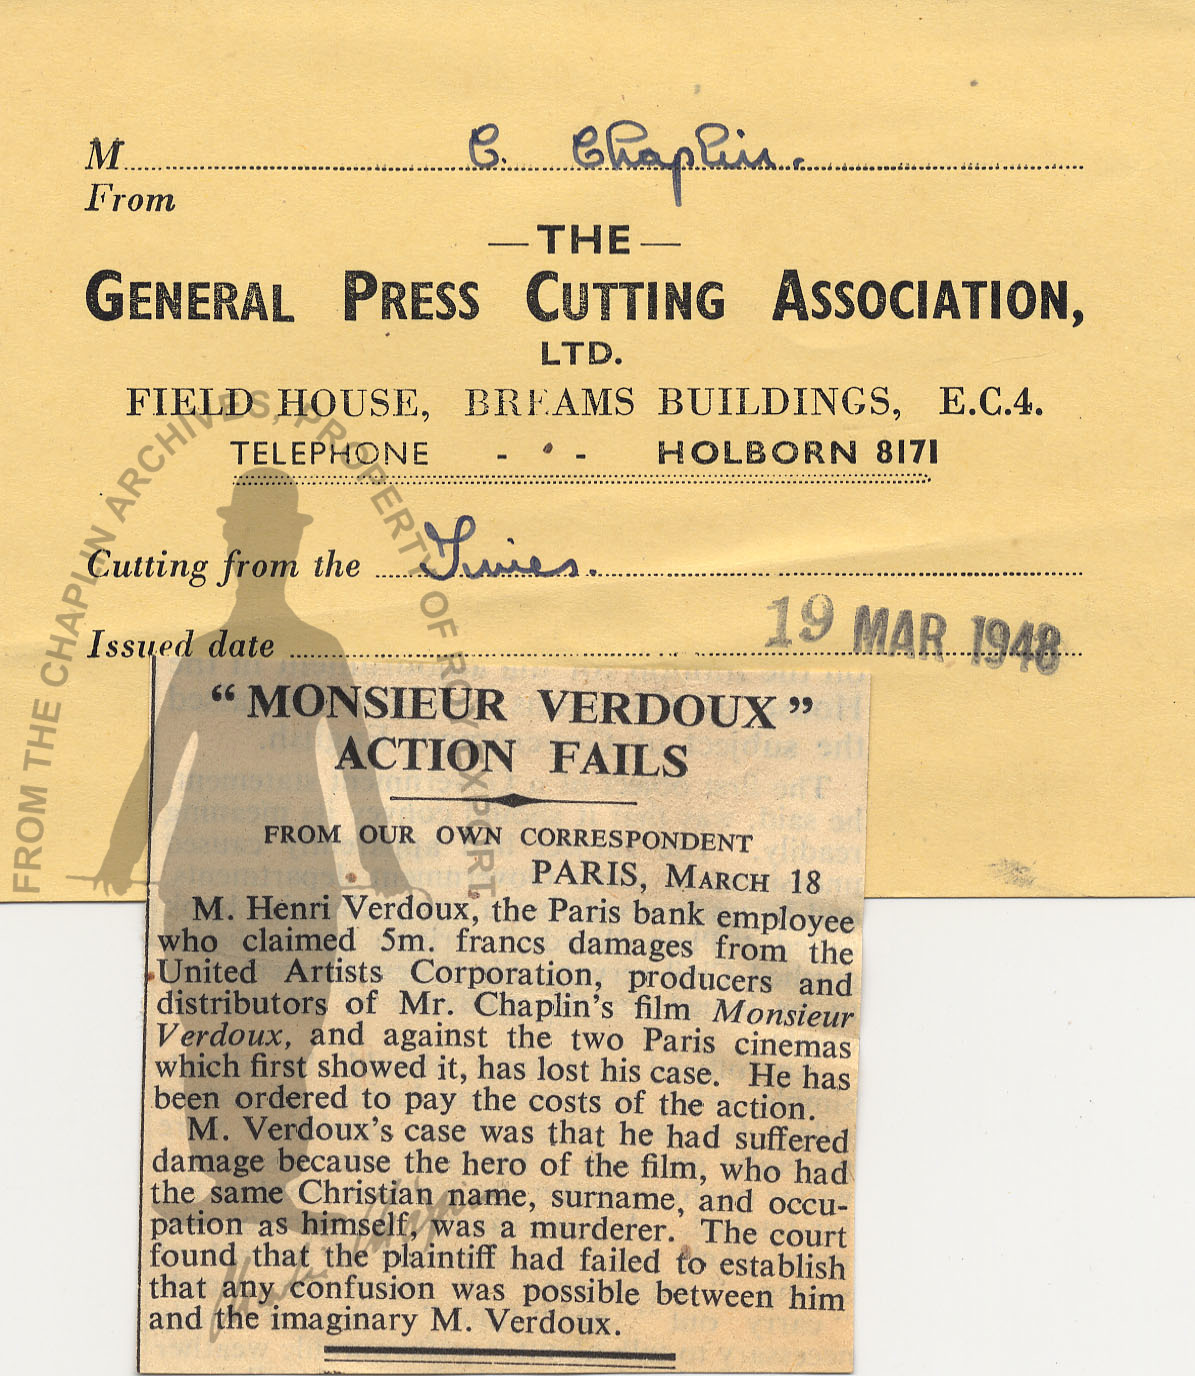 M C. Chaplin.
From
— THE —
GENERAL PRESS CUTTING ASSOCIATION,
LTD.
FIELD HOUSE, BREAMS BUILDINGS, E.C.4.
TELEPHONE - - - HOLBORN 8171
Cutting from the Times.
Issued date 19 MAR 1948
“MONSIEUR VERDOUX”
ACTION FAILS
FROM OUR OWN CORRESPONDENT
PARIS, MARCH 18
M. Henri Verdoux, the Paris bank employee
who claimed 5m. francs damages from the
United Artists Corporation, producers and
distributors of Mr. Chaplin's film Monsieur
Verdoux, and against the two Paris cinemas
which first showed it, has lost his case. He has
been ordered to pay the costs of the action.
M. Verdoux's case was that he had suffered
damage because the hero of the film, who had
the same Christian name, surname, and occu-
pation as himself, was a murderer. The court
found that the plaintiff had failed to establish
that any confusion was possible between him
and the imaginary M. Verdoux.
FROM THE CHAPLIN ARCHIVES, PROPERTY OF ROY EXPORT
Charlie Chaplin